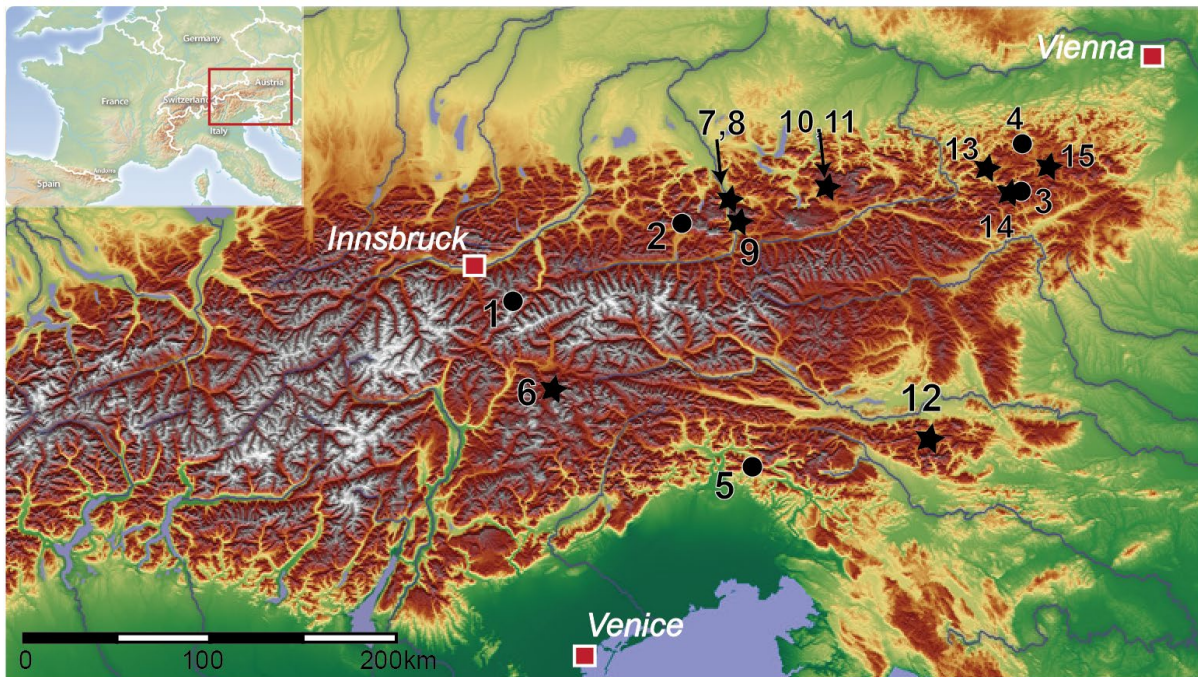 Germany
Austria
France
Switzerland
Italy
Spain
Andorra
Vienna
7,8
10,11
4
13
15
3
14
2
9
Innsbruck
1
6
12
5
Venice
0
100
200km